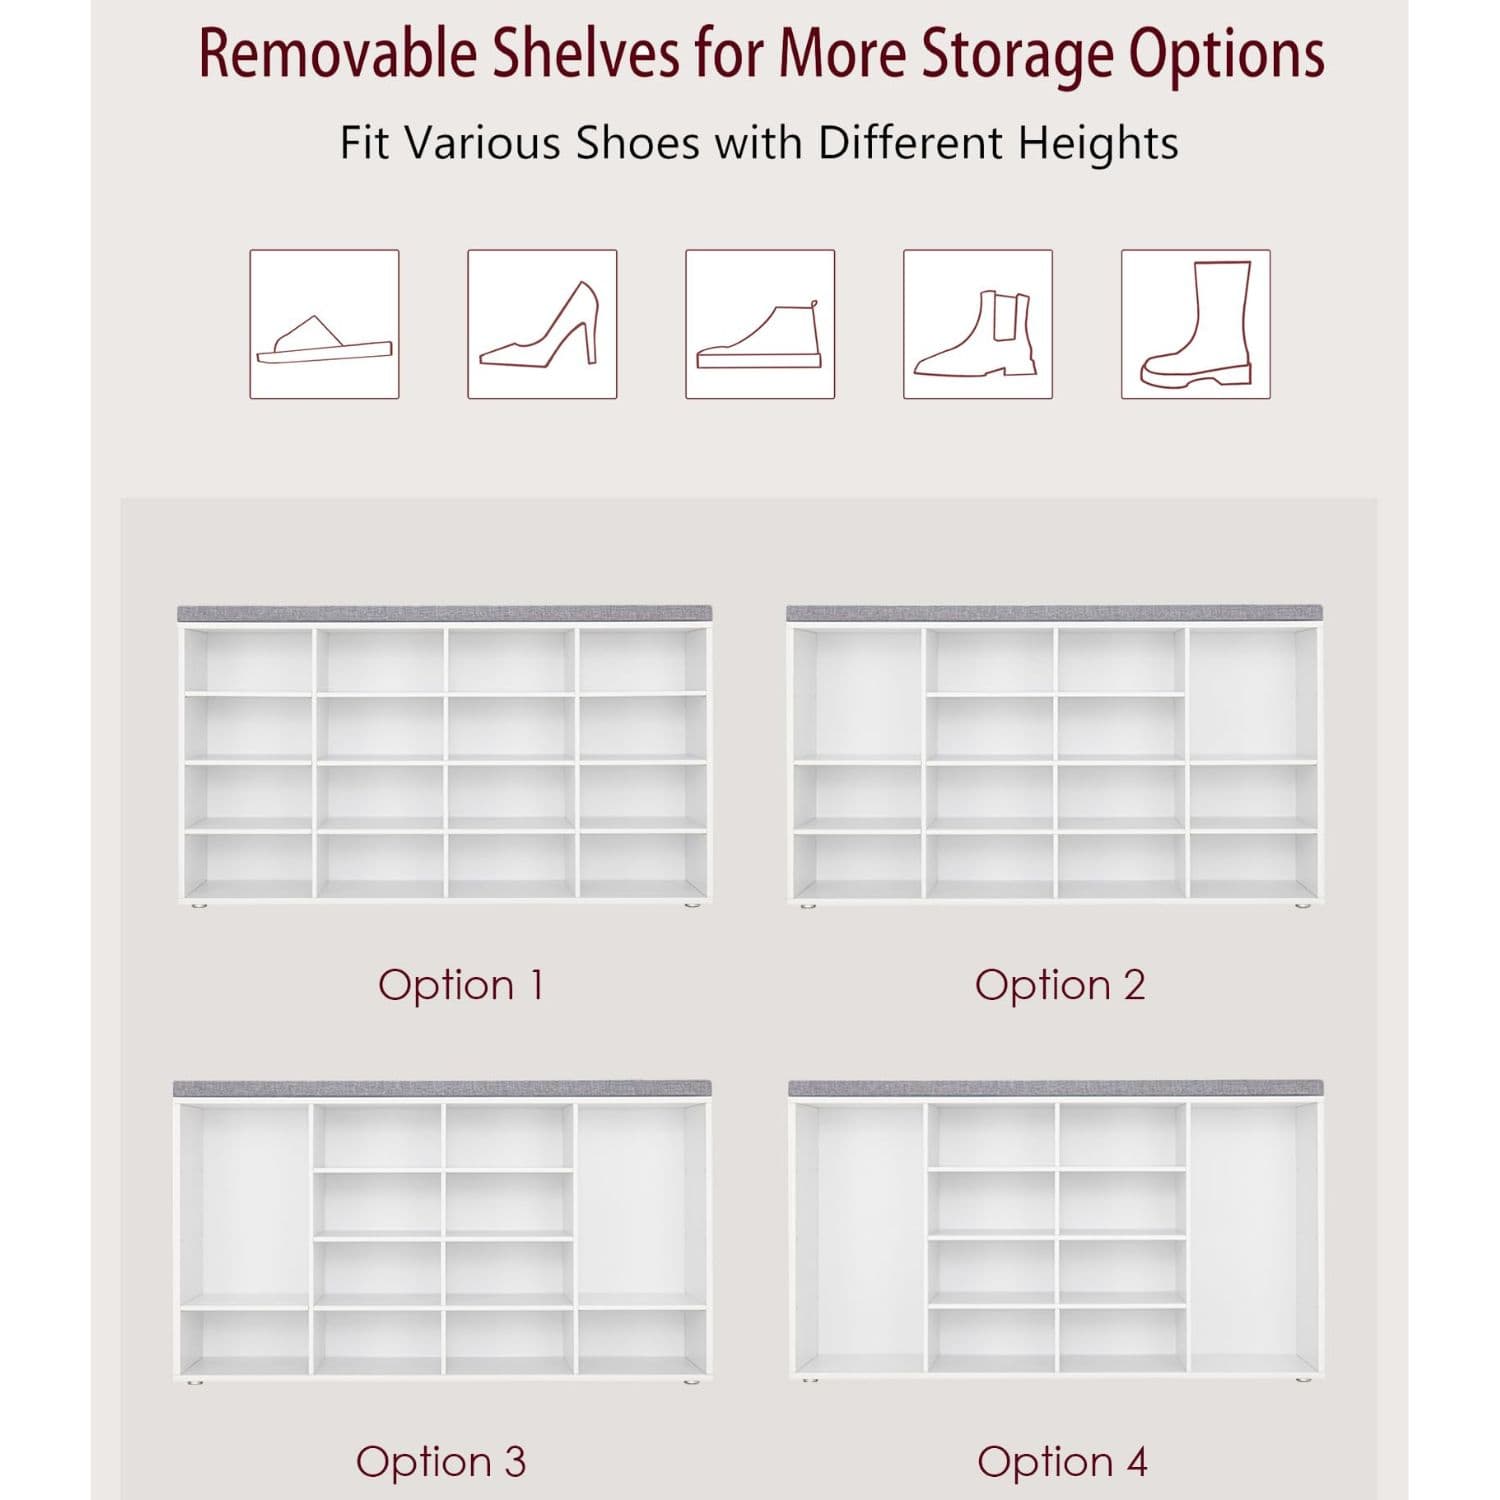 Removable Shelves for More Storage Options
Fit Various Shoes with Different Heights
Option 1
Option 2
Option 3
Option 4